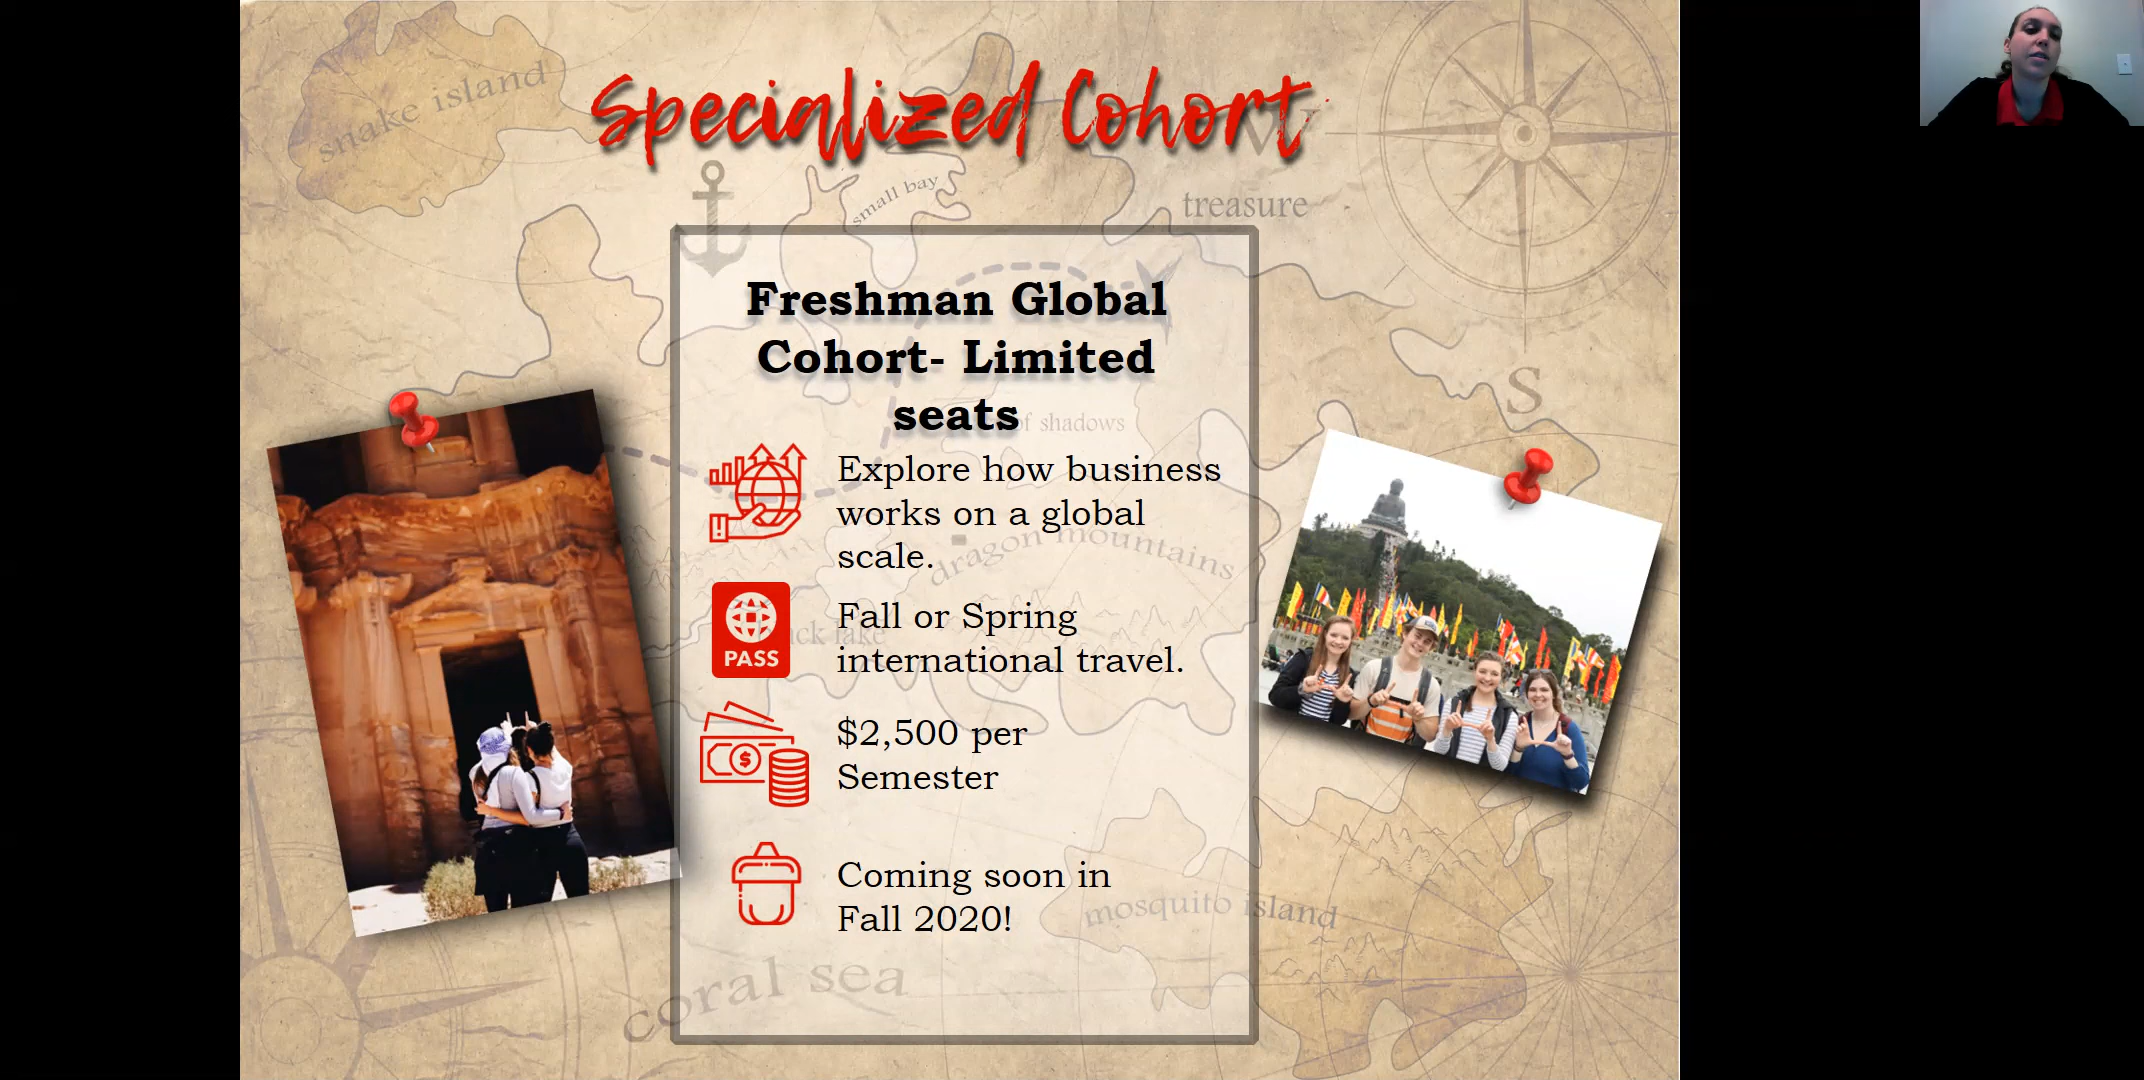 Specialized Cohort
snake island
small bay
W
treasure
S
Freshman Global
Cohort- Limited
seats
of shadows
Explore how business
works on a global
scale.
dragon mountains
PASS
Fall or Spring
international travel.
$2,500 per
Semester
Coming soon in
Fall 2020!
mosquito island
coral sea